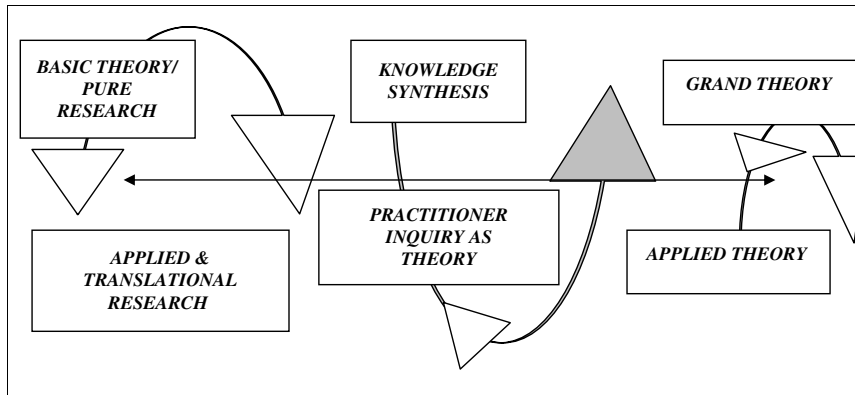 BASIC THEORY/
PURE
RESEARCH
KNOWLEDGE
SYNTHESIS
GRAND THEORY
APPLIED &
TRANSLATIONAL
RESEARCH
PRACTITIONER
INQUIRY AS
THEORY
APPLIED THEORY